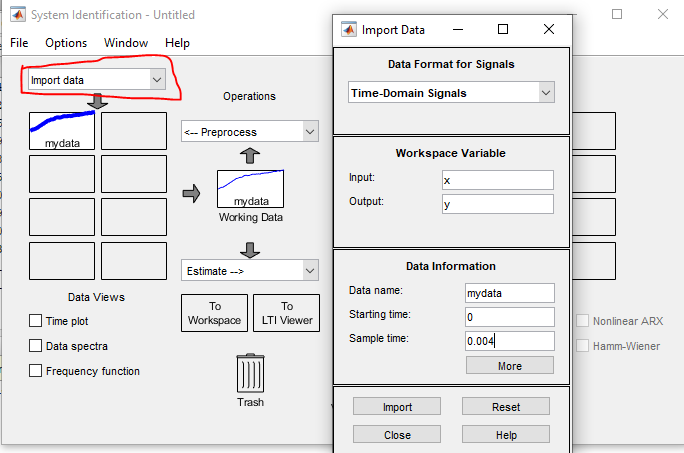 System Identification - Untitled
File Options Window Help
Import data
mydata
Operations
<-- Preprocess
mydata
Working Data
Estimate -->
Data Views
Time plot
Data spectra
Frequency function
To
Workspace
To
LTI Viewer
Trash
Import Data
Data Format for Signals
Time-Domain Signals
Workspace Variable
Input: x
Output: y
Data Information
Data name: mydata
Starting time: 0
Sample time: 0.004
More
Import Reset
Close Help
Nonlinear ARX
Hamm-Wiener